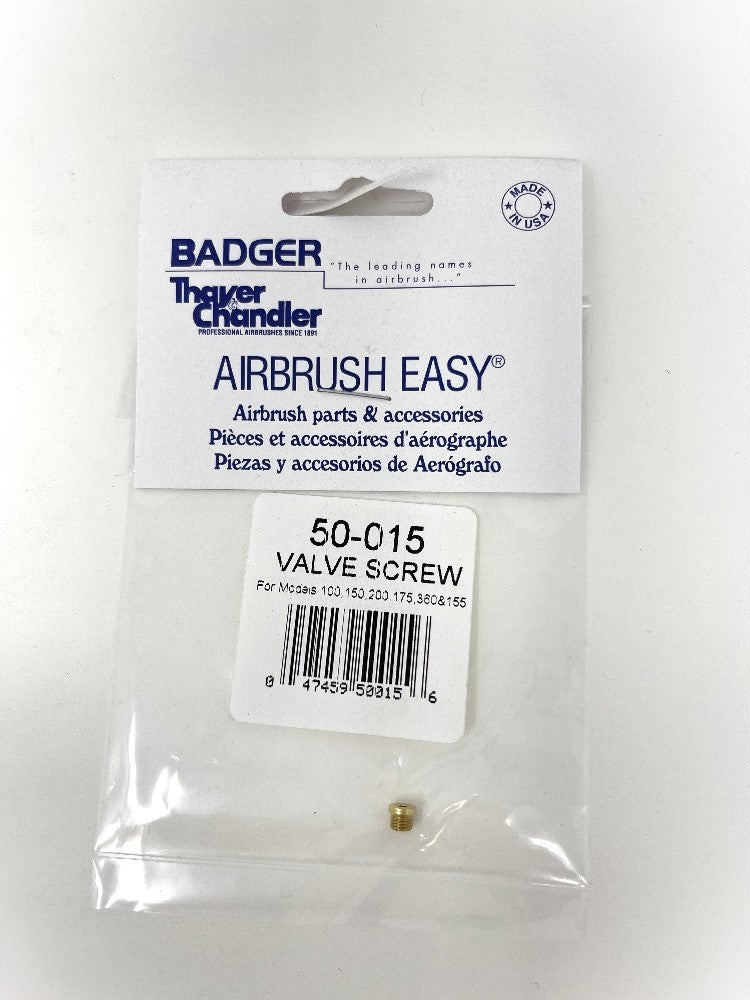 MADE
IN USA
BADGER
"The leading names
in airbrush..."
Thayer
&
Chandler
PROFESSIONAL AIRBRUSHES SINCE 1891
AIRBRUSH EASY®
Airbrush parts & accessories
Pièces et accessoires d'aérographe
Piezas y accesorios de Aerógrafo
50-015
VALVE SCREW
For Models 100,150,200,175,360&155
0 47459 50015 6